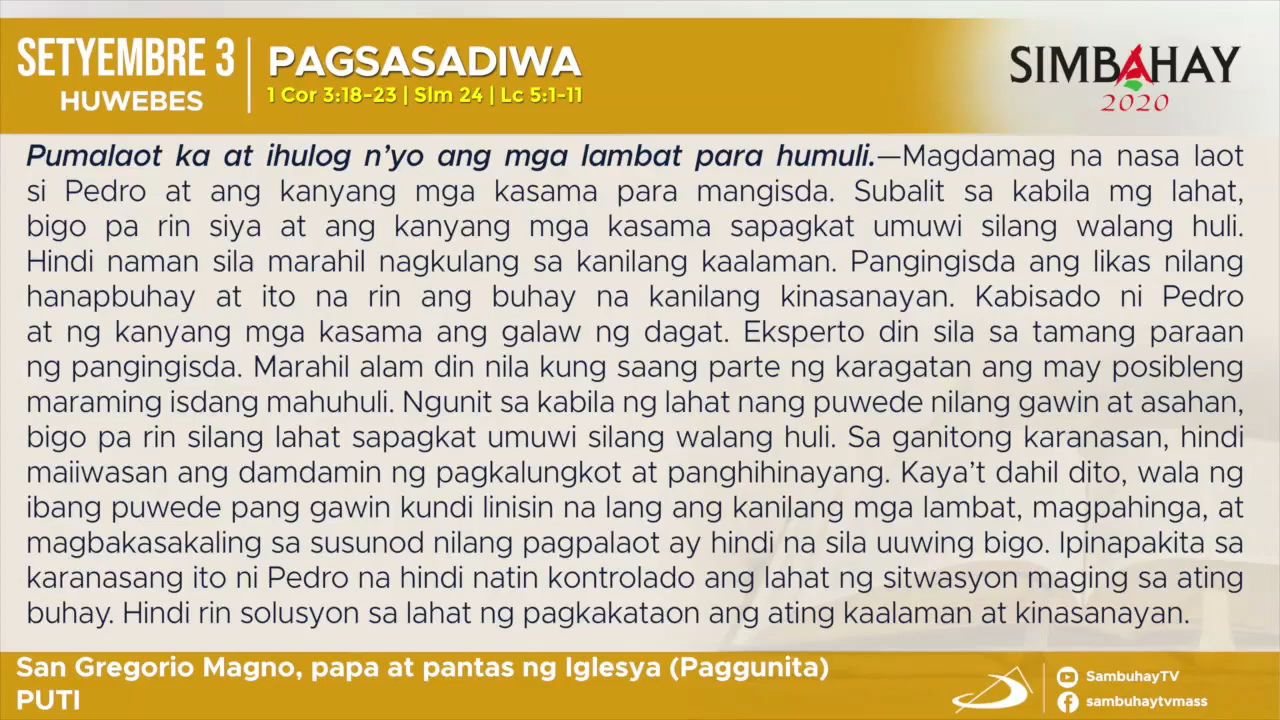 SETYEMBRE 3
HUWEBES
PAGSASADIWA
1 Cor 3:18-23 | Slm 24 | Lc 5:1-11
SIMBAHAY
2020
Pumalaot ka at ihulog n'yo ang mga lambat para humuli.—Magdamag na nasa laot
si Pedro at ang kanyang mga kasama para mangisda. Subalit sa kabila mg lahat,
bigo pa rin siya at ang kanyang mga kasama sapagkat umuwi silang walang huli.
Hindi naman sila marahil nagkulang sa kanilang kaalaman. Pangingisda ang likas nilang
hanapbuhay at ito na rin ang buhay na kanilang kinasanayan. Kabisado ni Pedro
at ng kanyang mga kasama ang galaw ng dagat. Eksperto din sila sa tamang paraan
ng pangingisda. Marahil alam din nila kung saang parte ng karagatan ang may posibleng
maraming isdang mahuhuli. Ngunit sa kabila ng lahat nang puwede nilang gawin at asahan,
bigo pa rin silang lahat sapagkat umuwi silang walang huli. Sa ganitong karanasan, hindi
maiiwasan ang damdamin ng pagkalungkot at panghihinayang. Kaya't dahil dito, wala ng
ibang puwede pang gawin kundi linisin na lang ang kanilang mga lambat, magpahinga, at
magbakasakaling sa susunod nilang pagpalaot ay hindi na sila uuwing bigo. Ipinapakita sa
karanasang ito ni Pedro na hindi natin kontrolado ang lahat ng sitwasyon maging sa ating
buhay. Hindi rin solusyon sa lahat ng pagkakataon ang ating kaalaman at kinasanayan.
San Gregorio Magno, papa at pantas ng Iglesya (Paggunita)
PUTI
SambuhayTV
sambuhaytvmass